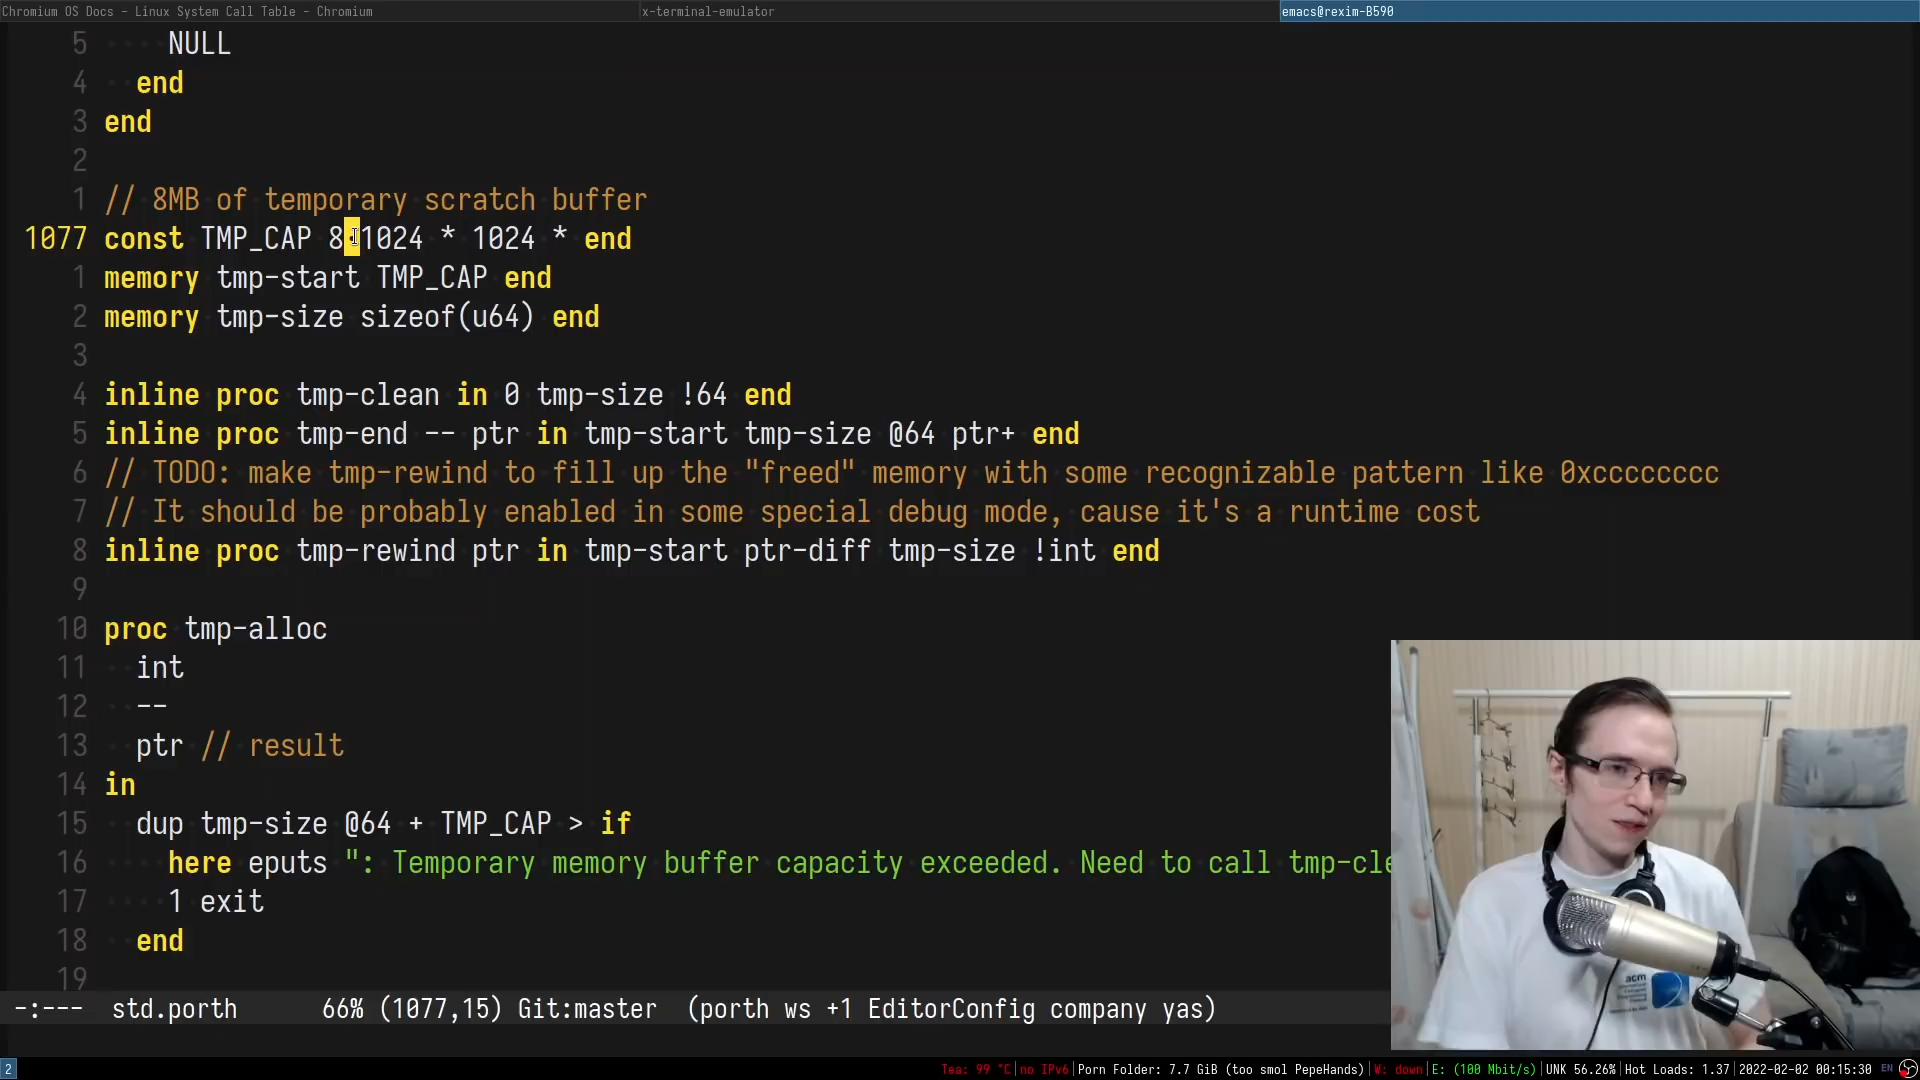 Chromium OS Docs - Linux System Call Table - Chromium
x-terminal-emulator
emacs@rexim-B590
5 NULL
4 end
3 end
2
1 // 8MB of temporary scratch buffer
1077 const TMP_CAP 8 1024 * 1024 * end
1 memory tmp-start TMP_CAP end
2 memory tmp-size sizeof(u64) end
3
4 inline proc tmp-clean in 0 tmp-size !64 end
5 inline proc tmp-end -- ptr in tmp-start tmp-size @64 ptr+ end
6 // TODO: make tmp-rewind to fill up the "freed" memory with some recognizable pattern like 0xcccccccc
7 // It should be probably enabled in some special debug mode, cause it's a runtime cost
8 inline proc tmp-rewind ptr in tmp-start ptr-diff tmp-size !int end
9
10 proc tmp-alloc
11 int
12 --
13 ptr // result
14 in
15 dup tmp-size @64 + TMP_CAP > if
16 here eputs ": Temporary memory buffer capacity exceeded. Need to call tmp-cle
17 1 exit
18 end
19
acm
-:--- std.porth 66% (1077,15) Git:master (porth ws +1 EditorConfig company yas)
2 Tea: 99 °C|no IPv6|Porn Folder: 7.7 GiB (too smol PepeHands)|W: down|E: (100 Mbit/s)|UNK 56.26%|Hot Loads: 1.37|2022-02-02 00:15:30 EN